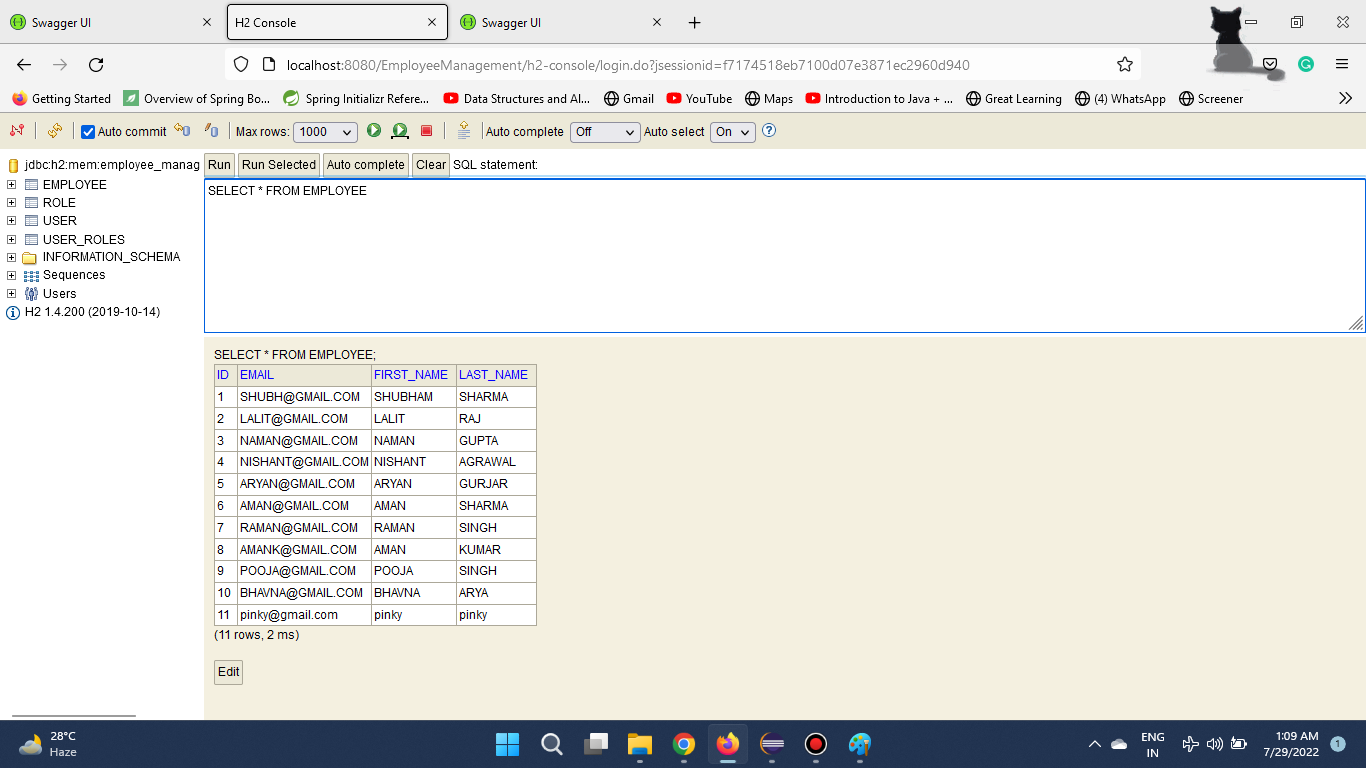 Swagger UI
H2 Console
Swagger UI
localhost:8080/EmployeeManagement/h2-console/login.do?jsessionid=f7174518eb7100d07e3871ec2960d940
Getting Started Overview of Spring Bo... Spring Initializr Refere... Data Structures and Al... Gmail YouTube Maps Introduction to Java + ... Great Learning (4) WhatsApp Screener
Auto commit Max rows: 1000 Auto complete Off Auto select On ?
jdbc:h2:mem:employee_manag
EMPLOYEE
ROLE
USER
USER_ROLES
INFORMATION_SCHEMA
Sequences
Users
H2 1.4.200 (2019-10-14)
Run Run Selected Auto complete Clear SQL statement:
SELECT * FROM EMPLOYEE
SELECT * FROM EMPLOYEE;
ID EMAIL FIRST_NAME LAST_NAME
1 SHUBH@GMAIL.COM SHUBHAM SHARMA
2 LALIT@GMAIL.COM LALIT RAJ
3 NAMAN@GMAIL.COM NAMAN GUPTA
4 NISHANT@GMAIL.COM NISHANT AGRAWAL
5 ARYAN@GMAIL.COM ARYAN GURJAR
6 AMAN@GMAIL.COM AMAN SHARMA
7 RAMAN@GMAIL.COM RAMAN SINGH
8 AMANK@GMAIL.COM AMAN KUMAR
9 POOJA@GMAIL.COM POOJA SINGH
10 BHAVNA@GMAIL.COM BHAVNA ARYA
11 pinky@gmail.com pinky pinky
(11 rows, 2 ms)
Edit
28°C
Haze
ENG
IN
1:09 AM
7/29/2022
1